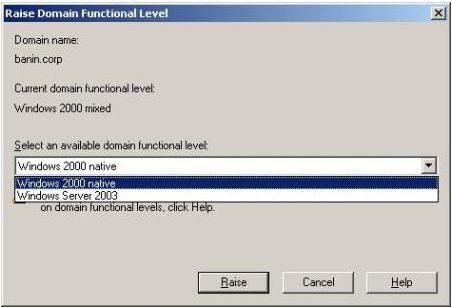 Raise Domain Functional Level
Domain name:
banin.corp
Current domain functional level:
Windows 2000 mixed
Select an available domain functional level:
Windows 2000 native
Windows 2000 native
Windows Server 2003
on domain functional levels, click Help.
Raise
Cancel
Help